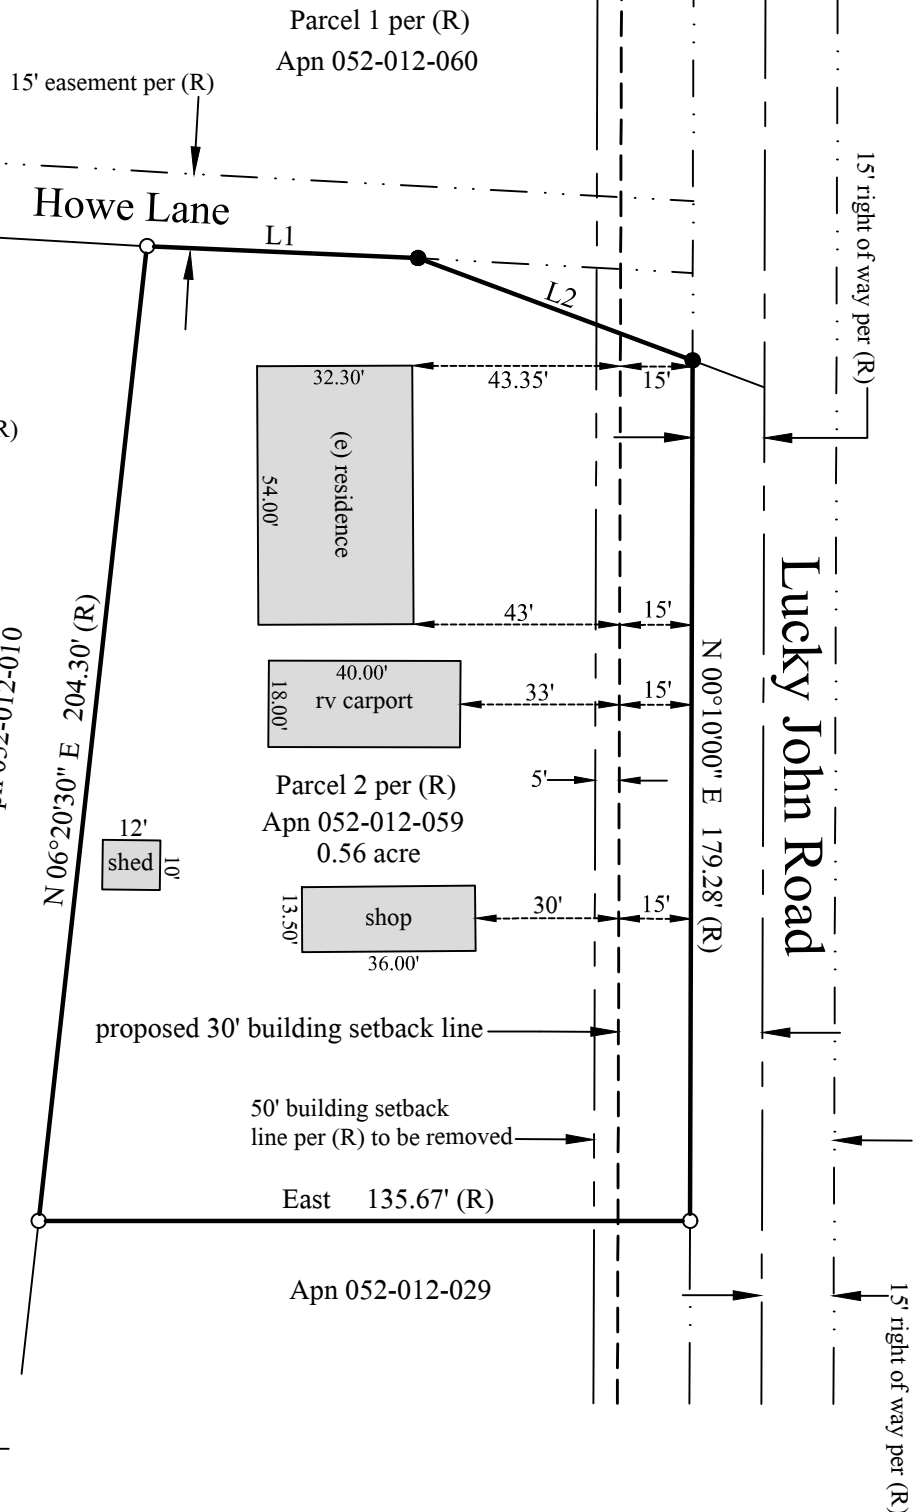 Parcel 1 per (R)
Apn 052-012-060
15' easement per (R)
Howe Lane
L1
L2
15' right of way per (R)
32.30'
43.35'
15'
(e) residence
54.00'
43'
15'
Lucky John Road
40.00'
rv carport
18.00'
33'
15'
N 00°10'00" E 179.28' (R)
N 06°20'30" E 204.30' (R)
052-012-010
R)
5'
Parcel 2 per (R)
Apn 052-012-059
0.56 acre
12'
shed
10'
13.50'
shop
36.00'
30'
15'
proposed 30' building setback line
50' building setback
line per (R) to be removed
East 135.67' (R)
Apn 052-012-029
15' right of way per (R)